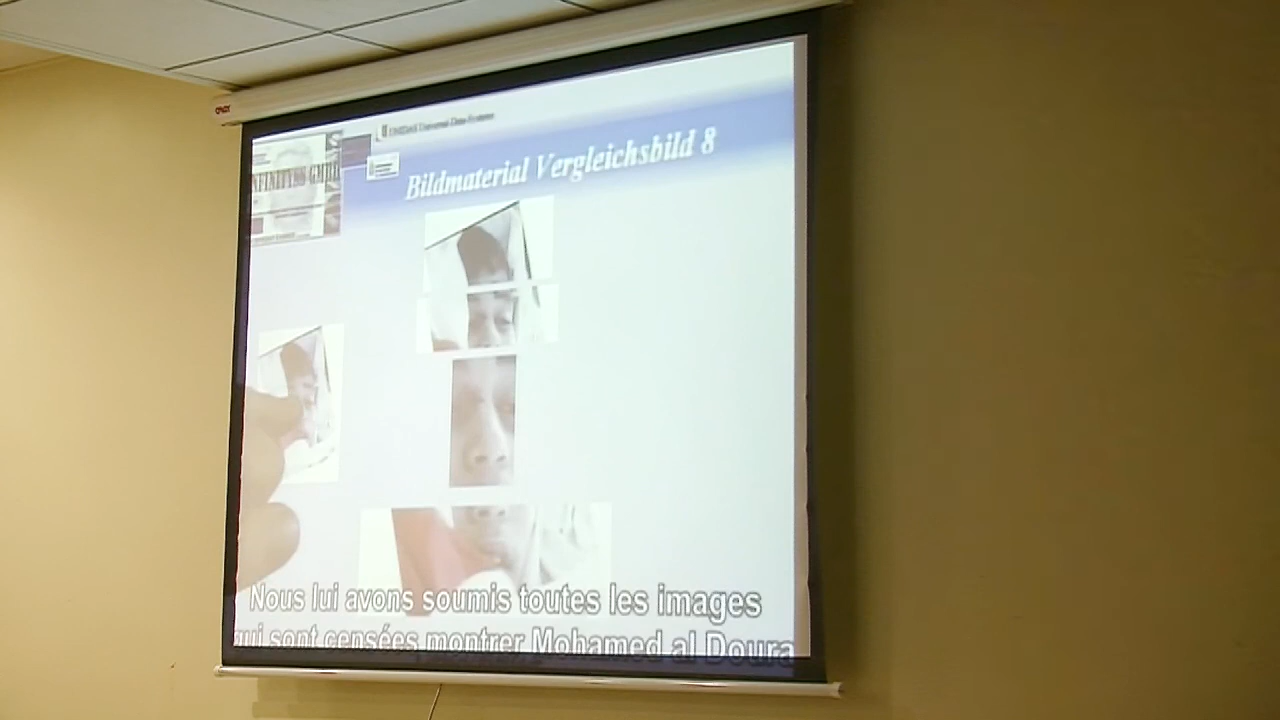 Bildmaterial Vergleichsbild 8
Nous lui avons soumis toutes les images
qui sont censées montrer Mohamed al Doura